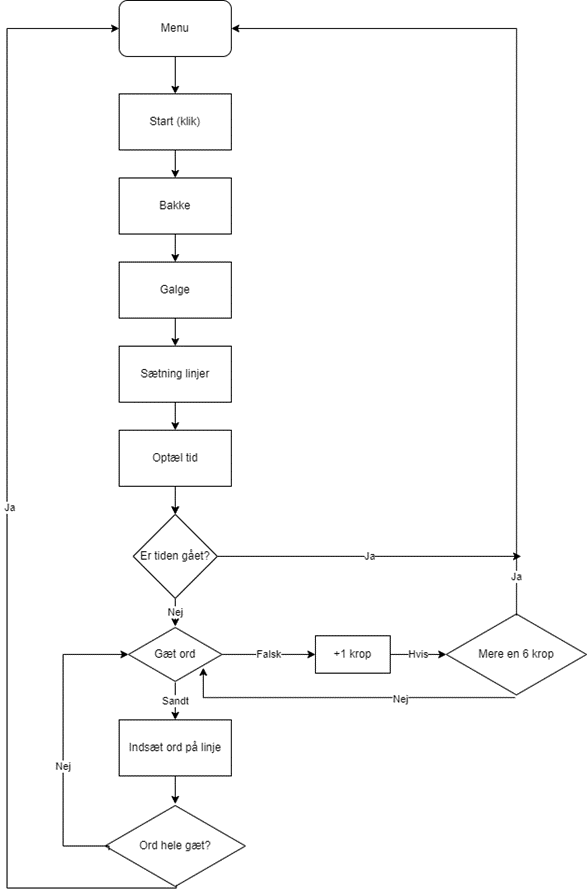 Menu
Start (klik)
Bakke
Galge
Sætning linjer
Optæl tid
Ja
Er tiden gået?
Ja
Ja
Nej
Gæt ord
Falsk
+1 krop
Hvis
Mere en 6 krop
Sandt
Nej
Indsæt ord på linje
Nej
Ord hele gæt?